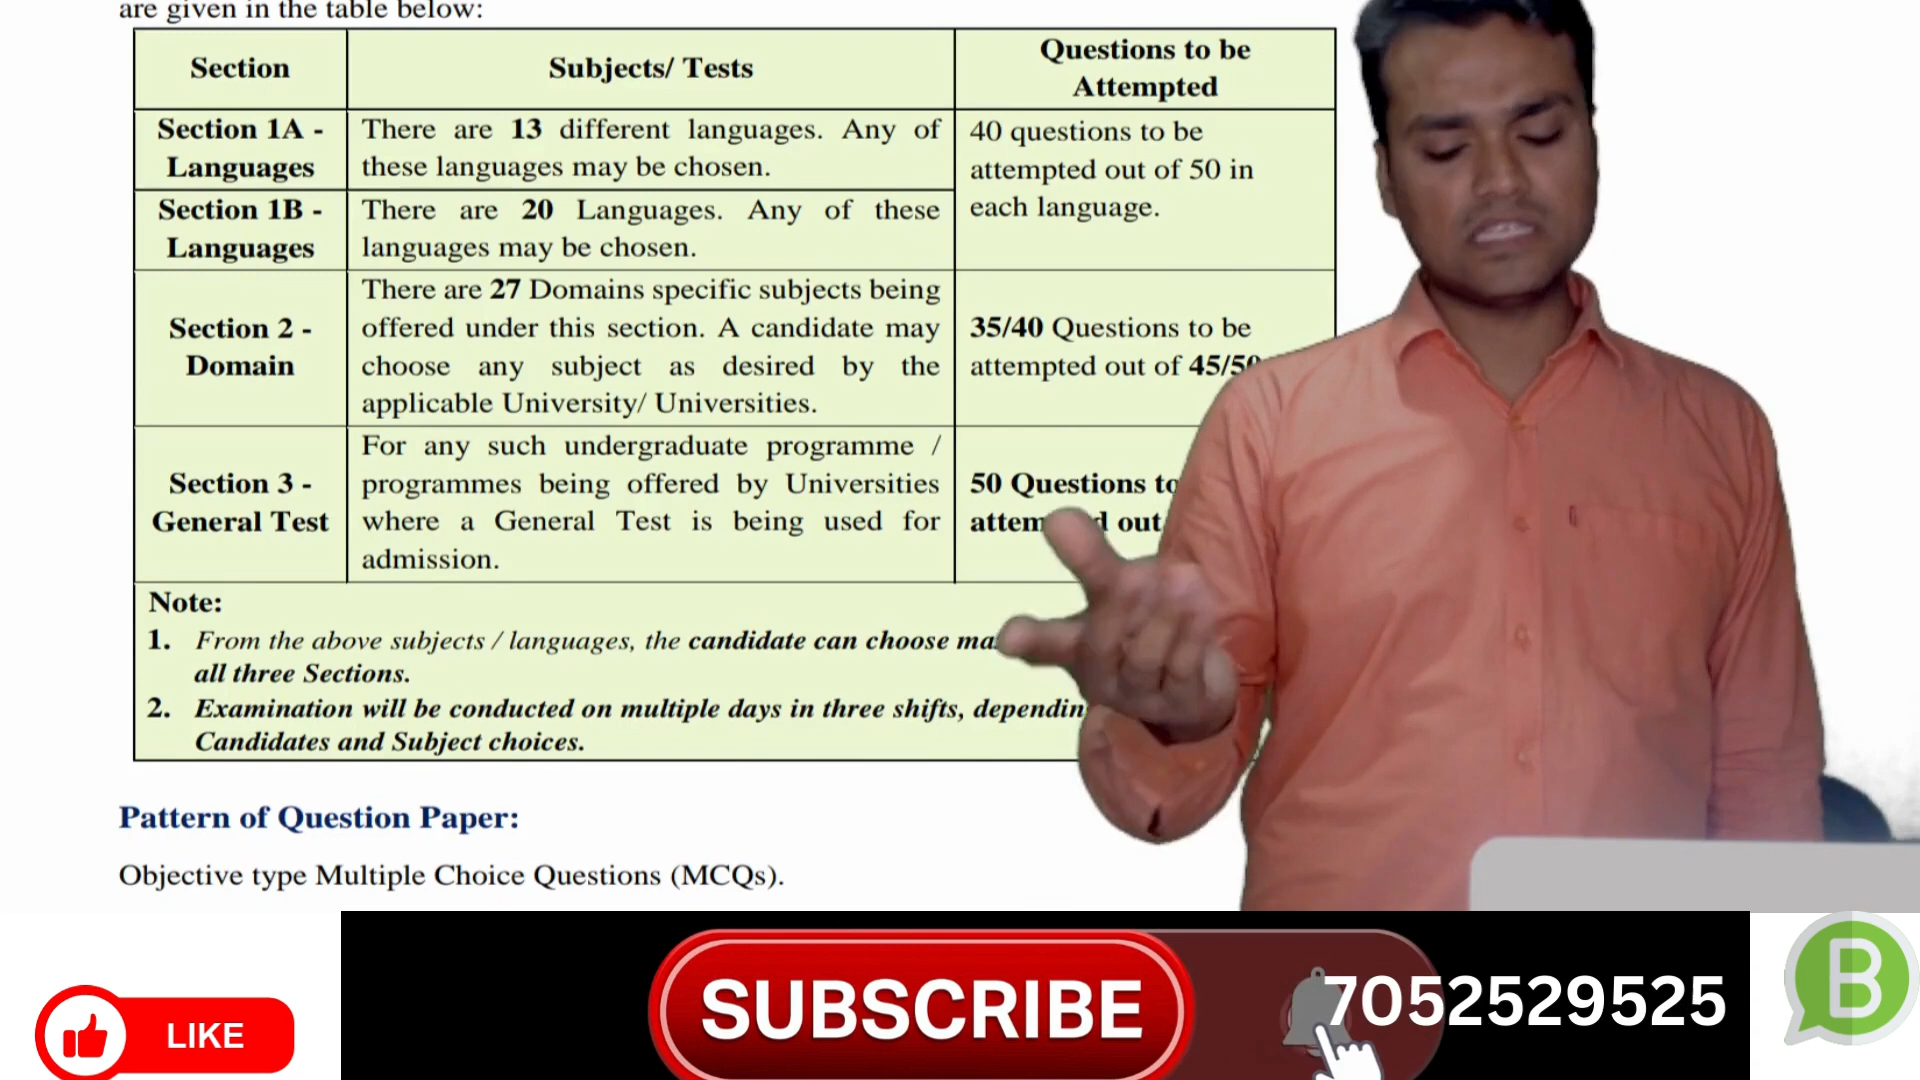 are given in the table below:
Section
Subjects/ Tests
Questions to be
Attempted
Section 1A -
Languages
There are 13 different languages. Any of
these languages may be chosen.
40 questions to be
attempted out of 50 in
each language.
Section 1B -
Languages
There are 20 Languages. Any of these
languages may be chosen.
Section 2 -
Domain
There are 27 Domains specific subjects being
offered under this section. A candidate may
choose any subject as desired by the
applicable University/ Universities.
35/40 Questions to be
attempted out of 45/50
Section 3 -
General Test
For any such undergraduate programme /
programmes being offered by Universities
where a General Test is being used for
admission.
50 Questions to
out
Note:
1. From the above subjects / languages, the candidate can choose
all three Sections.
2. Examination will be conducted on multiple days in three shifts,
Candidates and Subject choices.
Pattern of Question Paper:
Objective type Multiple Choice Questions (MCQs).
LIKE
SUBSCRIBE
7052529525
B